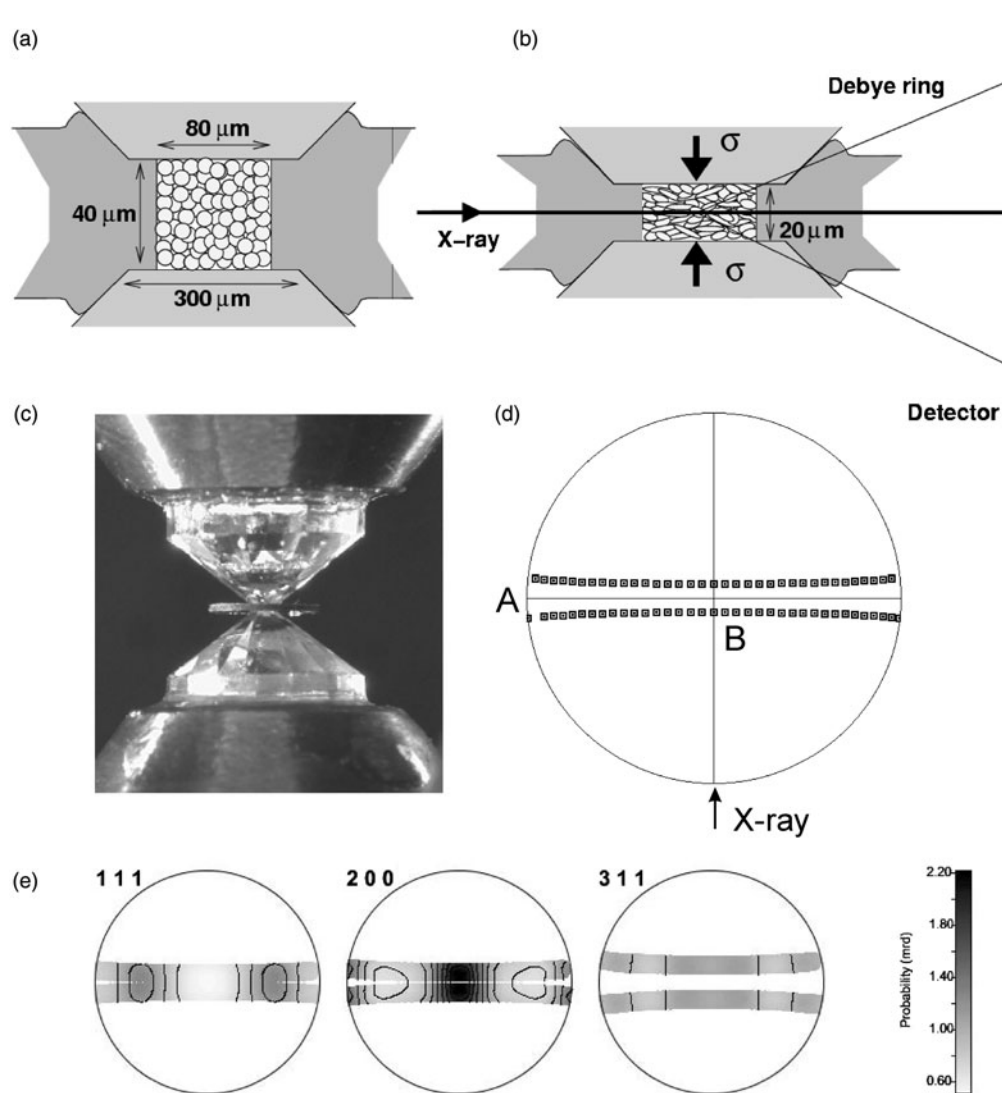 (a)
80 μm
40 μm
300 μm
(b)
Debye ring
σ
X-ray
20 μm
σ
(c)
(d)
Detector
A
B
X-ray
(e)
1 1 1
2 0 0
3 1 1
2.20
1.80
1.40
1.00
0.60
Probability (mrd)